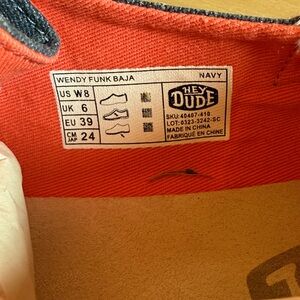 WENDY FUNK BAJA NAVY
US W8
UK 6
EU 39
CM JAP 24
HEY DUDE
SKU: 40407-410
LOT: 0323-3242-SC
MADE IN CHINA
FABRIQUÉ EN CHINE